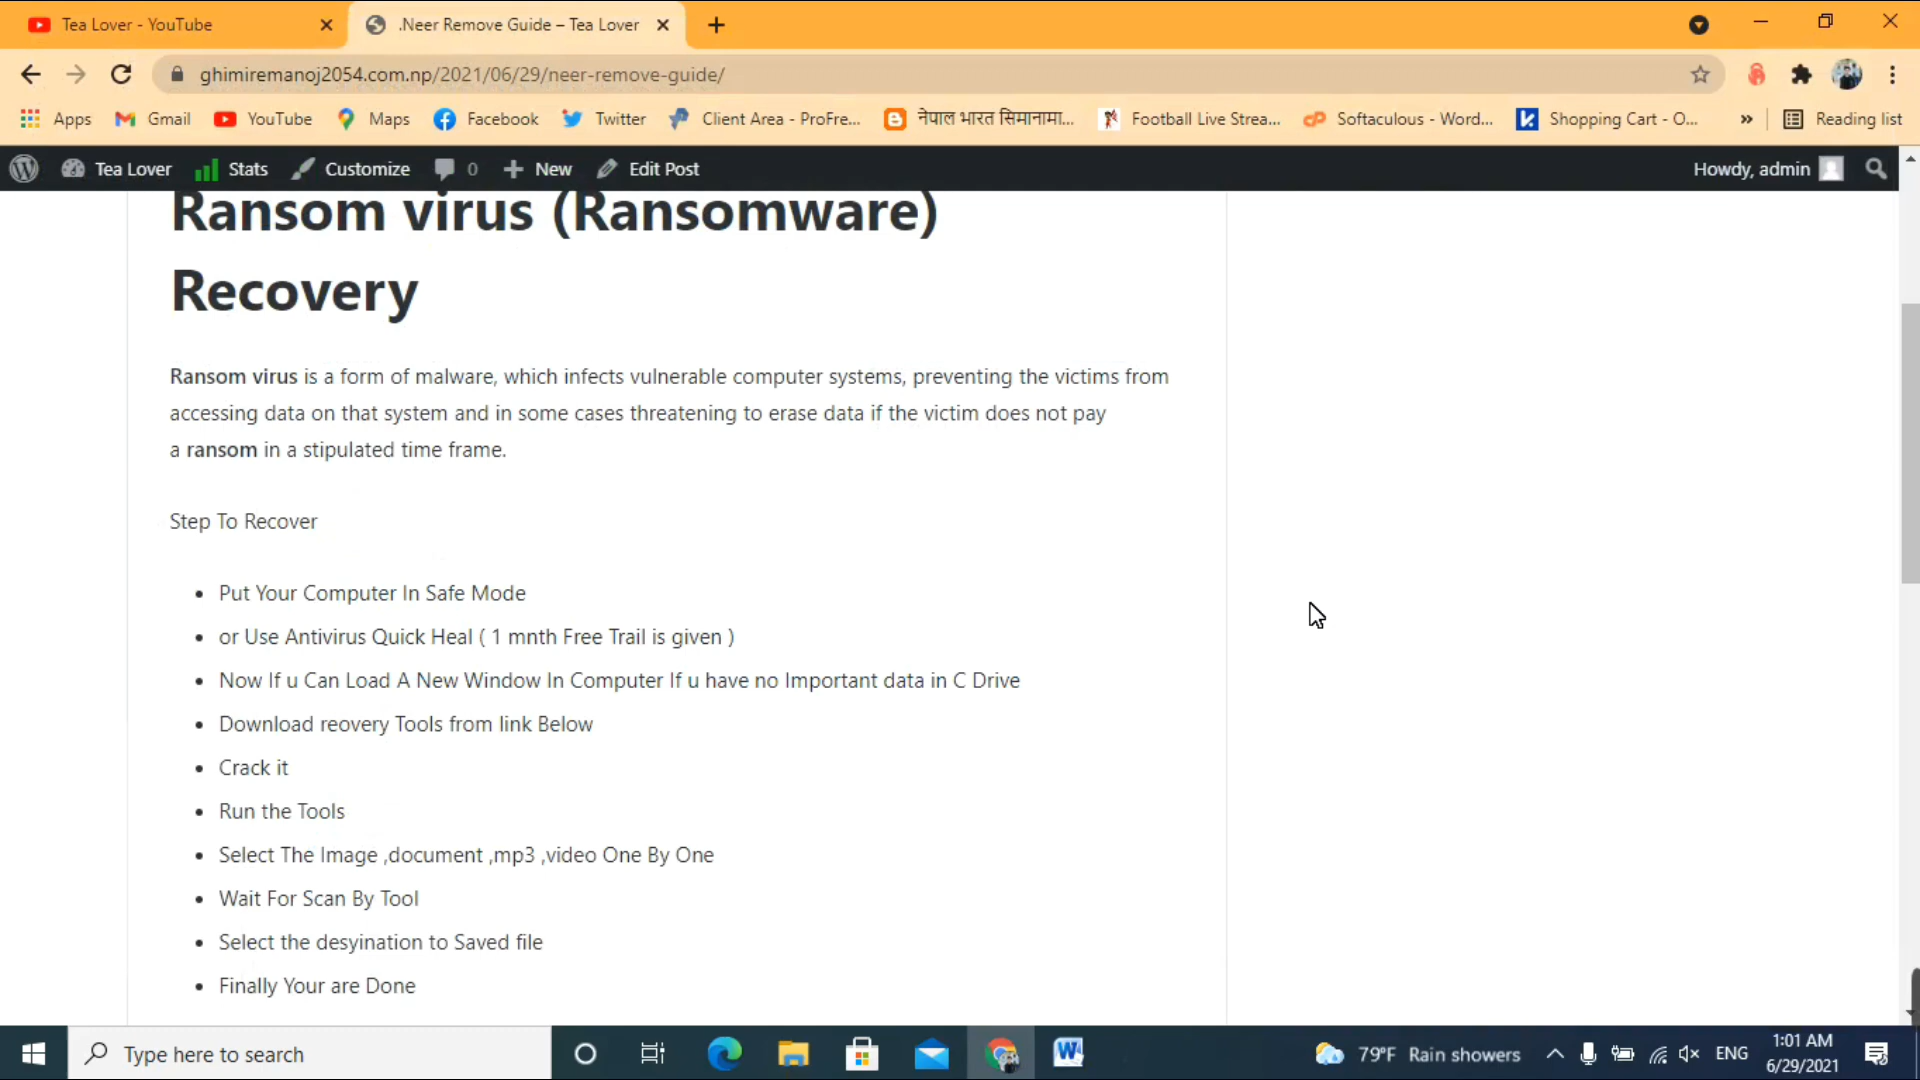 Tea Lover - YouTube
.Neer Remove Guide – Tea Lover
ghimiremanoj2054.com.np/2021/06/29/neer-remove-guide/
Apps
Gmail
YouTube
Maps
Facebook
Twitter
Client Area - ProFre...
नेपाल भारत सिमानामा...
Football Live Strea...
Softaculous - Word...
Shopping Cart - O...
»
Reading list
Tea Lover
Stats
Customize
0
New
Edit Post
Howdy, admin
Ransom virus (Ransomware)
Recovery
Ransom virus is a form of malware, which infects vulnerable computer systems, preventing the victims from
accessing data on that system and in some cases threatening to erase data if the victim does not pay
a ransom in a stipulated time frame.
Step To Recover
• Put Your Computer In Safe Mode
• or Use Antivirus Quick Heal ( 1 mnth Free Trail is given )
• Now If u Can Load A New Window In Computer If u have no Important data in C Drive
• Download reovery Tools from link Below
• Crack it
• Run the Tools
• Select The Image ,document ,mp3 ,video One By One
• Wait For Scan By Tool
• Select the desyination to Saved file
• Finally Your are Done
Type here to search
79°F Rain showers
ENG
1:01 AM
6/29/2021